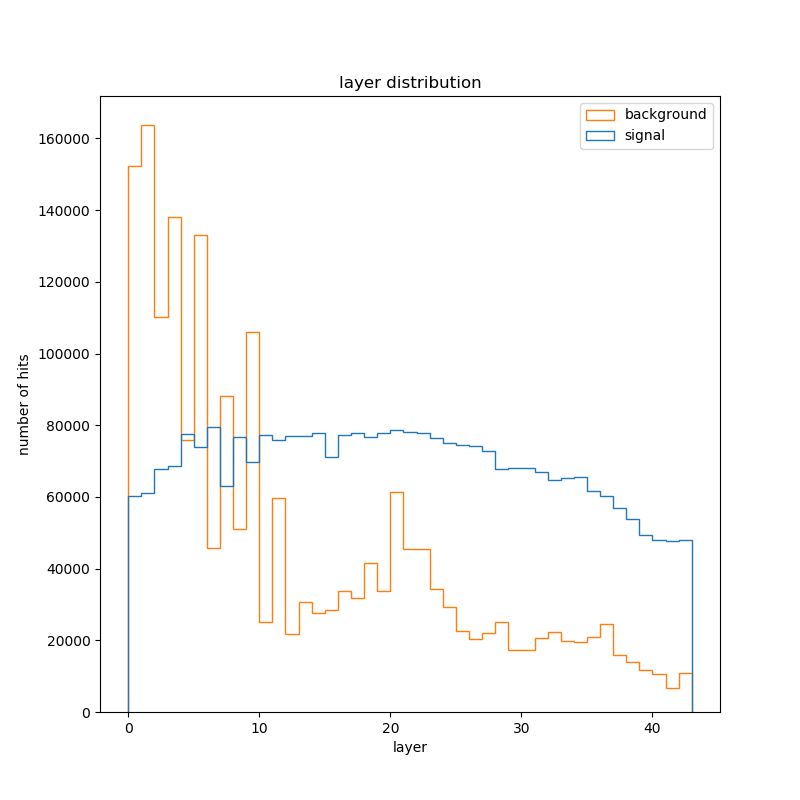 layer distribution
background
signal
160000
140000
120000
100000
80000
60000
40000
20000
0
number of hits
0 10 20 30 40
layer